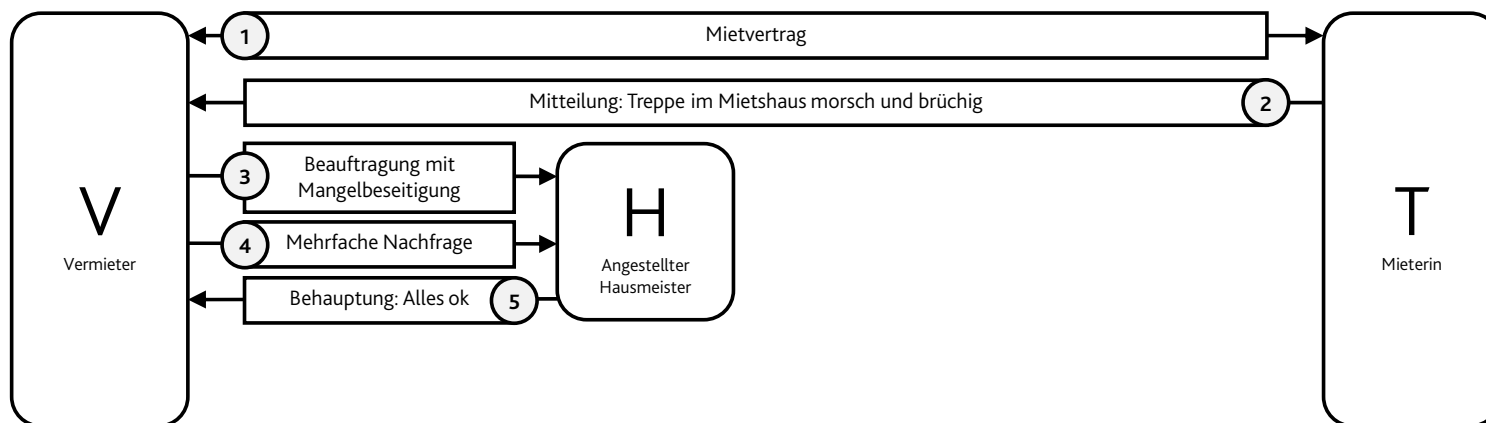 1
Mietvertrag
Mitteilung: Treppe im Mietshaus morsch und brüchig
2
V
Vermieter
3
Beauftragung mit
Mangelbeseitigung
4
Mehrfache Nachfrage
Behauptung: Alles ok
5
H
Angestellter
Hausmeister
T
Mieterin